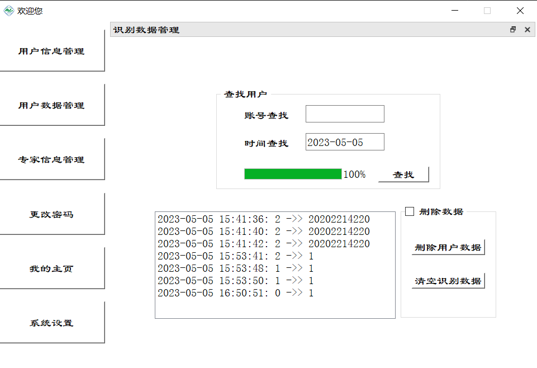 欢迎您
识别数据管理
用户信息管理
用户数据管理
专家信息管理
更改密码
我的主页
系统设置
查找用户
账号查找
时间查找 2023-05-05
100% 查找
2023-05-05 15:41:36: 2 ->> 20202214220
2023-05-05 15:41:40: 2 ->> 20202214220
2023-05-05 15:41:42: 2 ->> 20202214220
2023-05-05 15:53:41: 2 ->> 1
2023-05-05 15:53:48: 1 ->> 1
2023-05-05 15:53:50: 1 ->> 1
2023-05-05 16:50:51: 0 ->> 1
删除数据
删除用户数据
清空识别数据